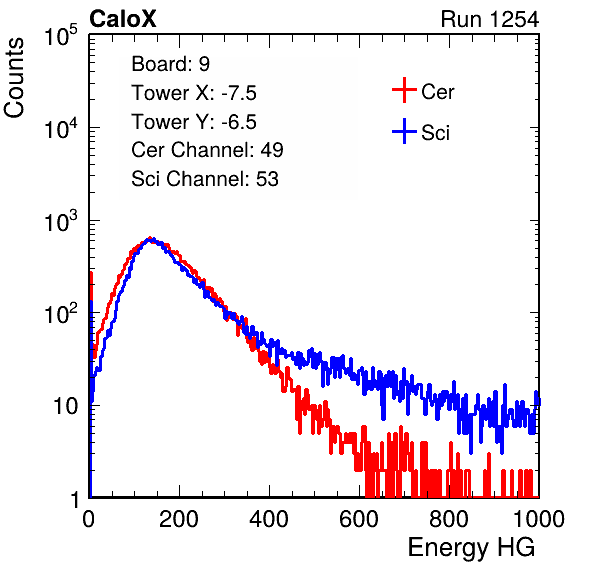 CaloX Run 1254
Counts
10^5
10^4
10^3
10^2
10
1
Board: 9
Tower X: -7.5
Tower Y: -6.5
Cer Channel: 49
Sci Channel: 53
Cer
Sci
0 200 400 600 800 1000
Energy HG